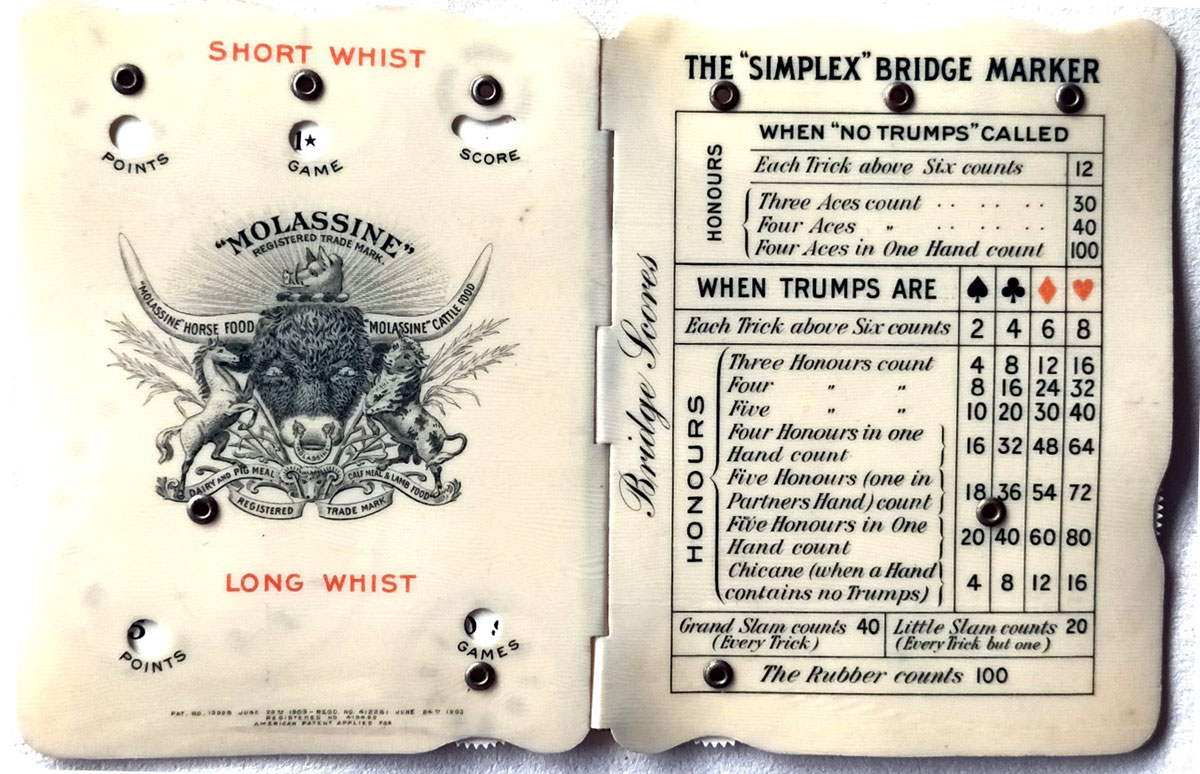 SHORT WHIST
POINTS
1★
GAME
SCORE
"MOLASSINE"
REGISTERED TRADE MARK.
"MOLASSINE" HORSE FOOD
"MOLASSINE" CATTLE FOOD
DAIRY AND PIG MEAL
CALF MEAL & LAMB FOOD
REGISTERED TRADE MARK
LONG WHIST
POINTS
GAMES
JUNE
1903
AMERICAN PATENT APPLIED FOR
Bridge Scores
THE "SIMPLEX" BRIDGE MARKER
HONOURS
WHEN "NO TRUMPS" CALLED
Each Trick above Six counts 12
Three Aces count .. .. .. 30
Four Aces " .. .. .. 40
Four Aces in One Hand count 100
WHEN TRUMPS ARE ♠ ♣ ♦ ♥
Each Trick above Six counts 2 4 6 8
HONOURS
Three Honours count 4 8 12 16
Four " " 8 16 24 32
Five " " 10 20 30 40
Four Honours in one
Hand count 16 32 48 64
Five Honours (one in
Partners Hand) count 18 36 54 72
Five Honours in One
Hand count 20 40 60 80
Chicane (when a Hand
contains no Trumps) 4 8 12 16
Grand Slam counts 40
(Every Trick)
Little Slam counts 20
(Every Trick but one)
The Rubber counts 100